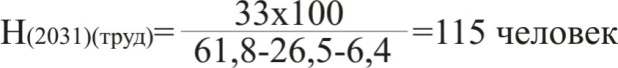 Н(2031)(труд)= 33х100 / 61,8-26,5-6,4 =115 человек